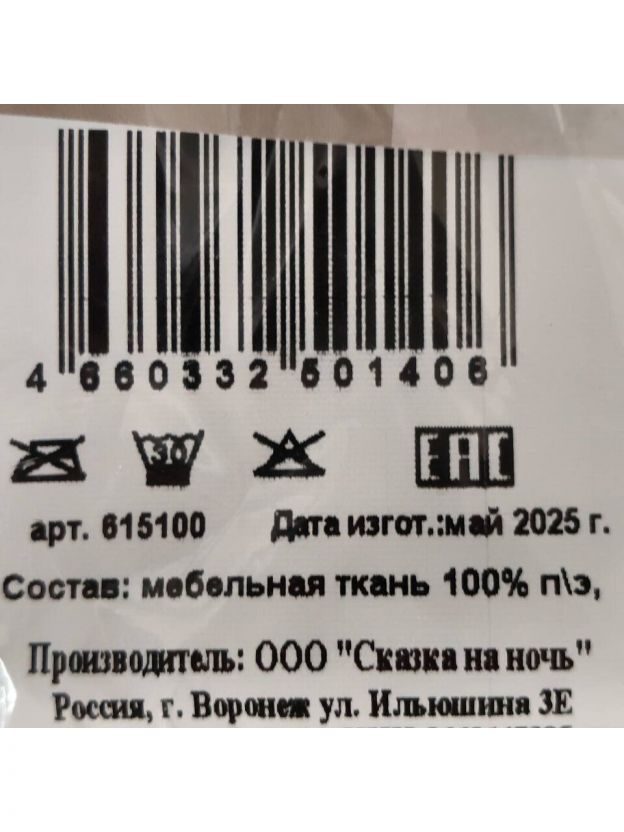 4 660332 501406
30 EAC
арт. 615100 Дата изгот.:май 2025 г.
Состав: мебельная ткань 100% п\э,
Производитель: ООО "Сказка на ночь"
Россия, г. Воронеж ул. Ильюшина 3Е